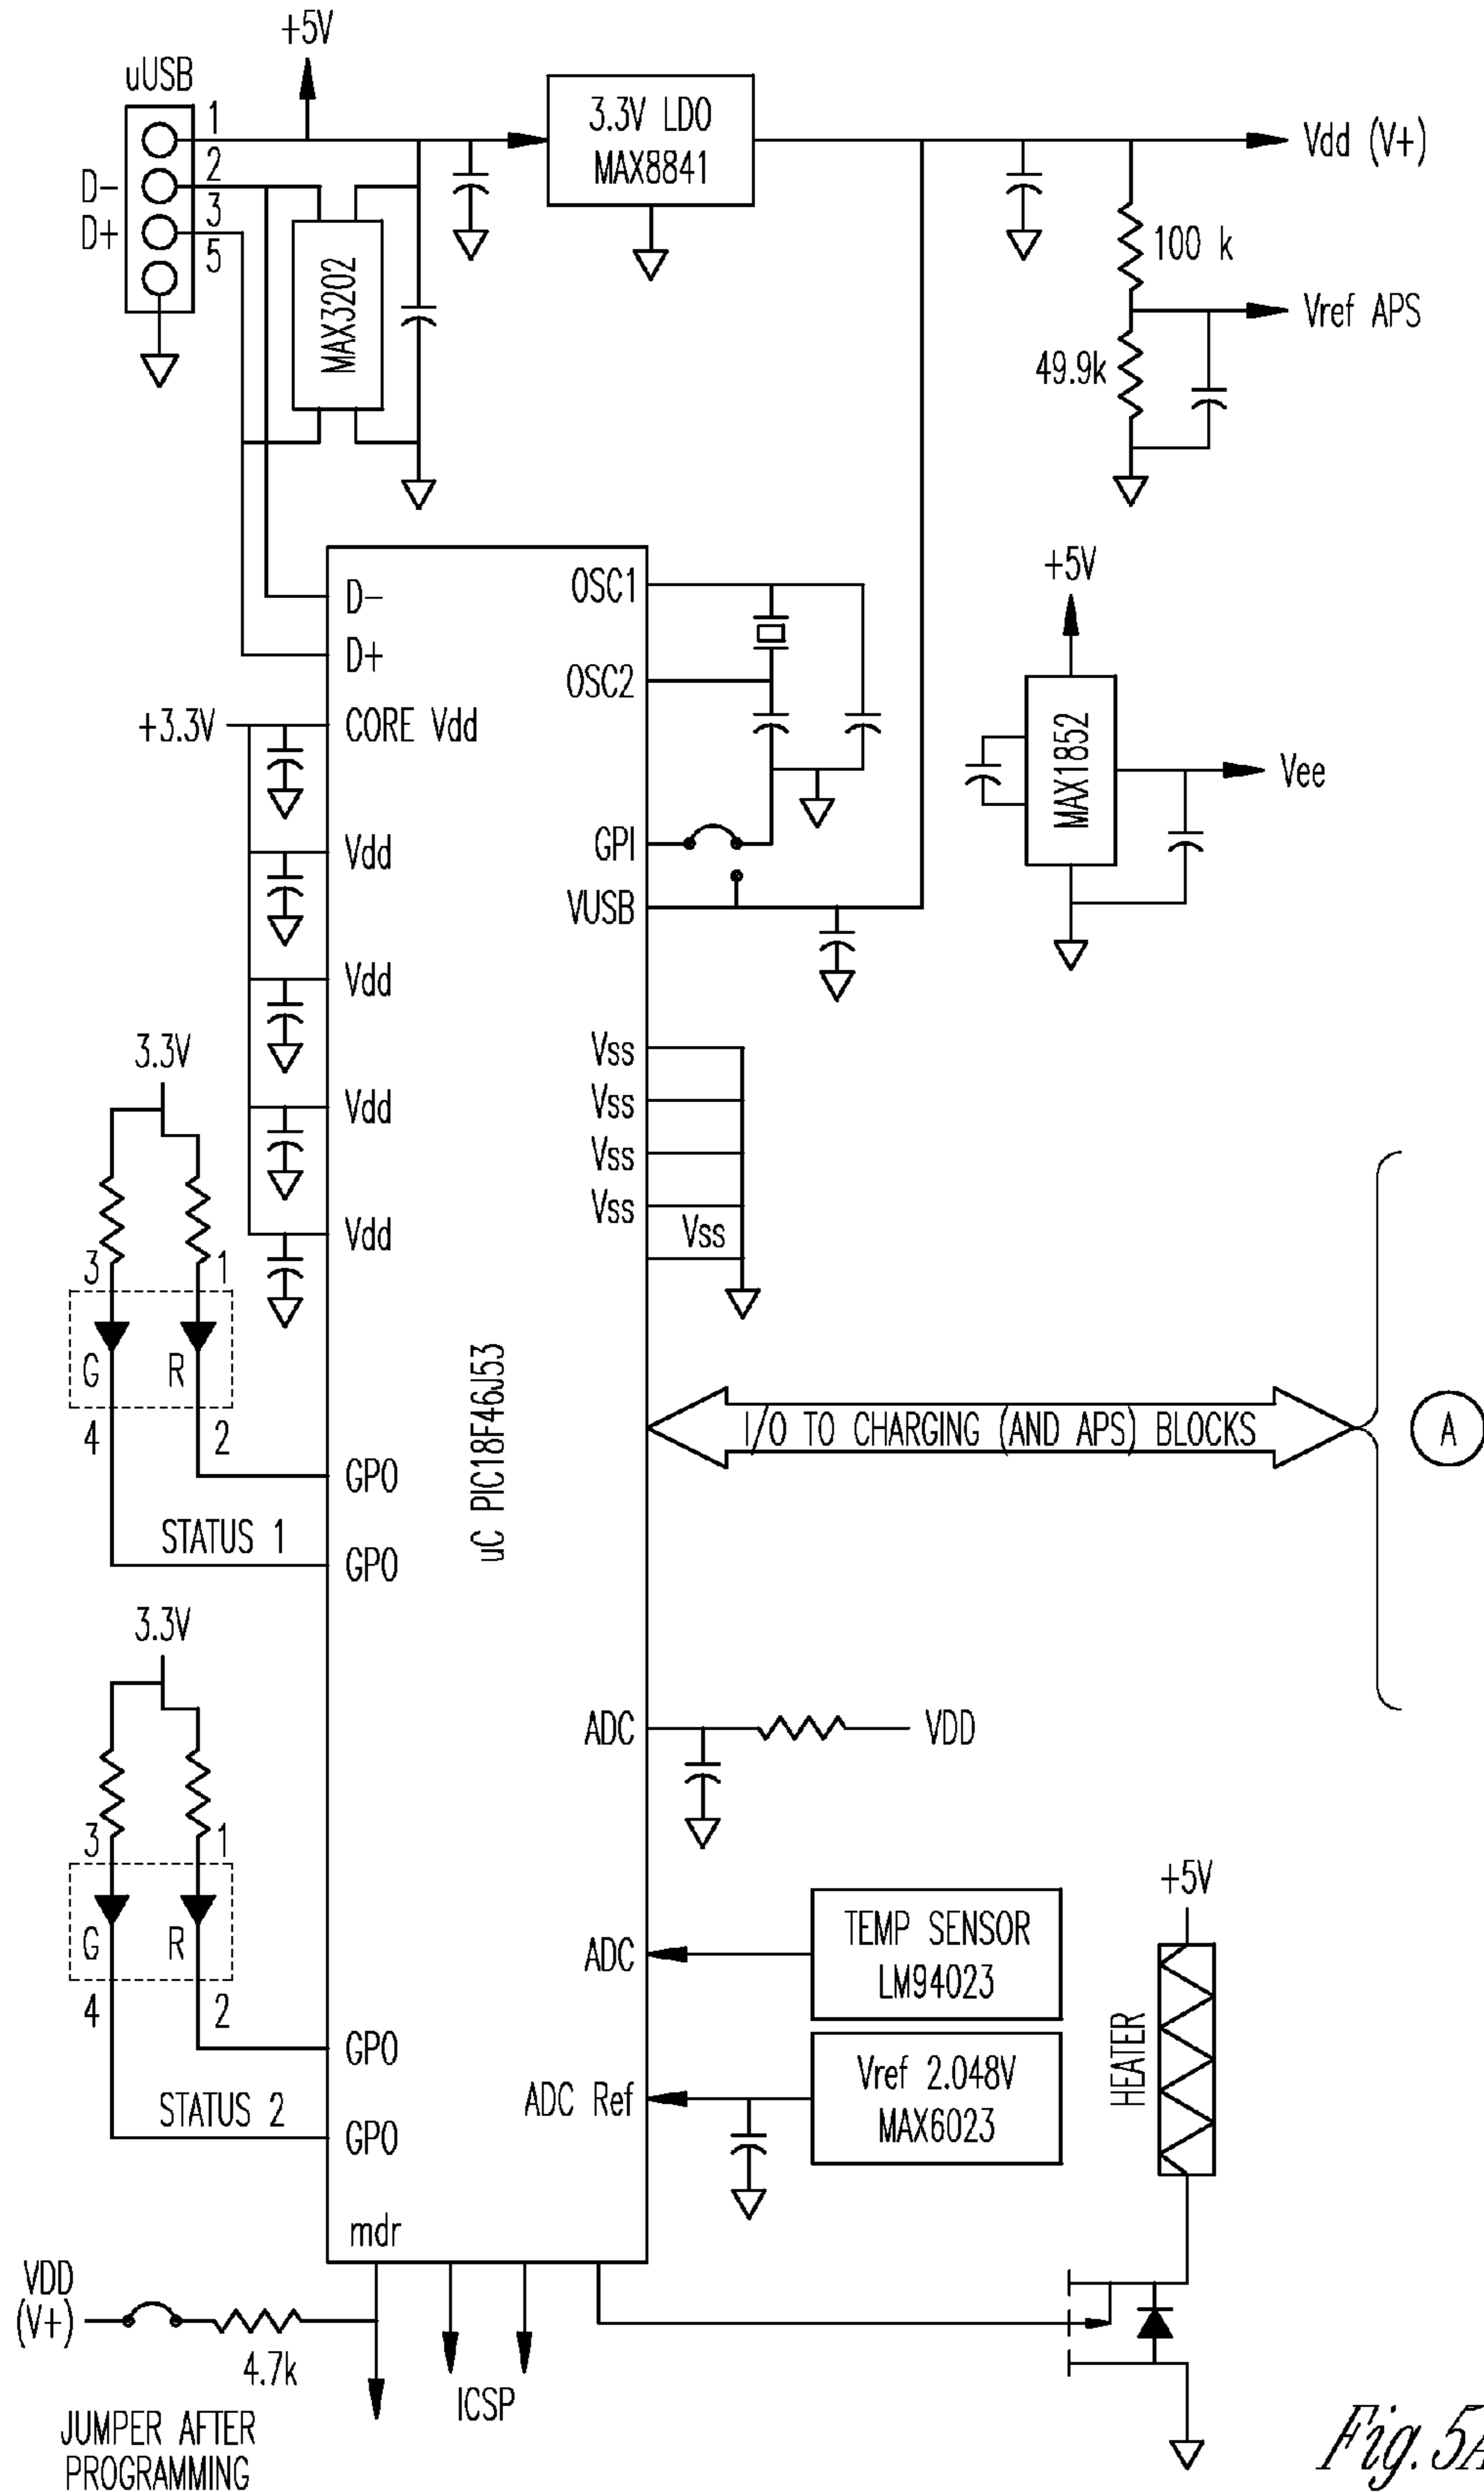 +5V
uUSB
1
2
D-
3
D+
5
3.3V LDO
MAX8841
Vdd (V+)
100 k
MAX3202
Vref APS
49.9k
D-
D+
+3.3V
CORE Vdd
Vdd
Vdd
Vdd
Vdd
OSC1
OSC2
GPI
VUSB
+5V
MAX1852
Vee
Vss
Vss
Vss
Vss
Vss
3.3V
3
1
G
R
4
2
GPO
STATUS 1
GPO
uC PIC18F46J53
I/O TO CHARGING (AND APS) BLOCKS
A
3.3V
3
1
G
R
4
2
GPO
STATUS 2
GPO
ADC
VDD
ADC
TEMP SENSOR
LM94023
ADC Ref
Vref 2.048V
MAX6023
+5V
HEATER
mdr
VDD
(V+)
4.7k
ICSP
JUMPER AFTER
PROGRAMMING
Fig. 5A